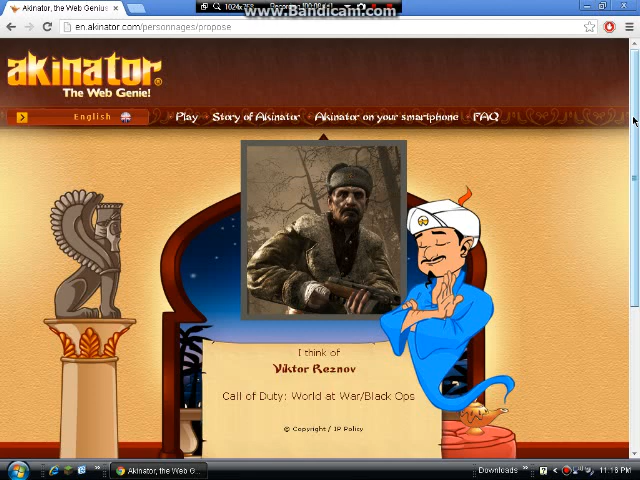 Akinator, the Web Genie
1024x768
www.Bandicam.com
en.akinator.com/personnages/propose
akinator®
The Web Genie!
English
Play
Story of Akinator
Akinator on your smartphone
FAQ
I think of
Viktor Reznov
Call of Duty: World at War/Black Ops
© Copyright / IP Policy
Akinator, the Web G...
Downloads
11:18 PM